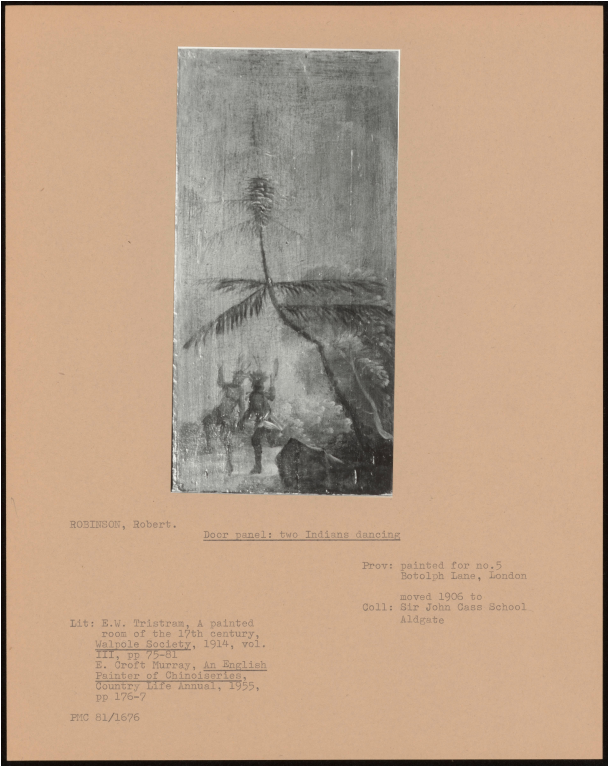 ROBINSON, Robert.
Door panel: two Indians dancing
Prov: painted for no.5
Botolph Lane, London
moved 1906 to
Coll: Sir John Cass School
Aldgate
Lit: E.W. Tristram, A painted
room of the 17th century,
Walpole Society, 1914, vol.
III, pp 75-81
E. Croft Murray, An English
Painter of Chinoiseries,
Country Life Annual, 1955,
pp 176-7
PMC 81/1676